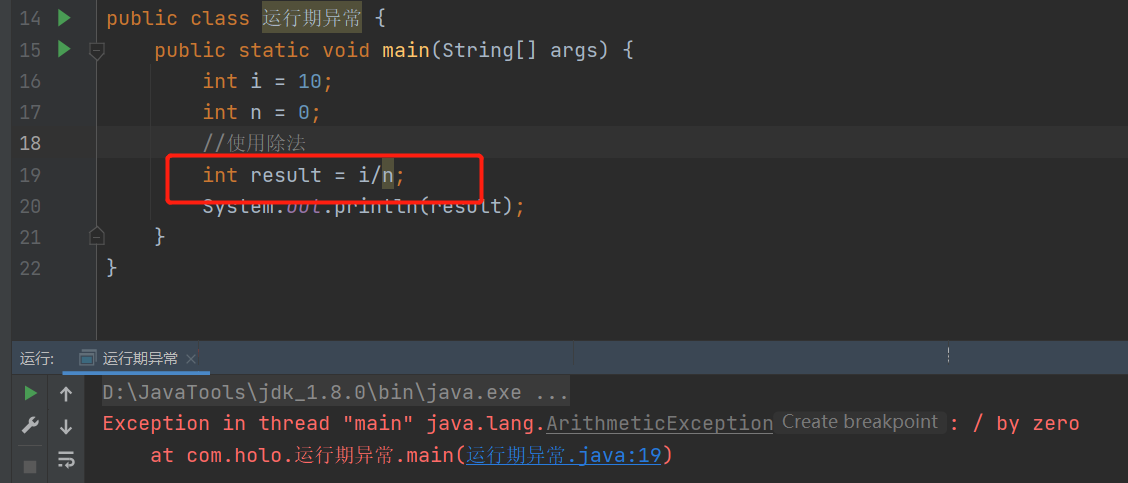 14 public class 运行期异常 {
15 public static void main(String[] args) {
16 int i = 10;
17 int n = 0;
18 //使用除法
19 int result = i/n;
20 System.out.println(result);
21 }
22 }
运行: 运行期异常 ×
D:\JavaTools\jdk_1.8.0\bin\java.exe ...
Exception in thread "main" java.lang.ArithmeticException Create breakpoint : / by zero
at com.holo.运行期异常.main(运行期异常.java:19)